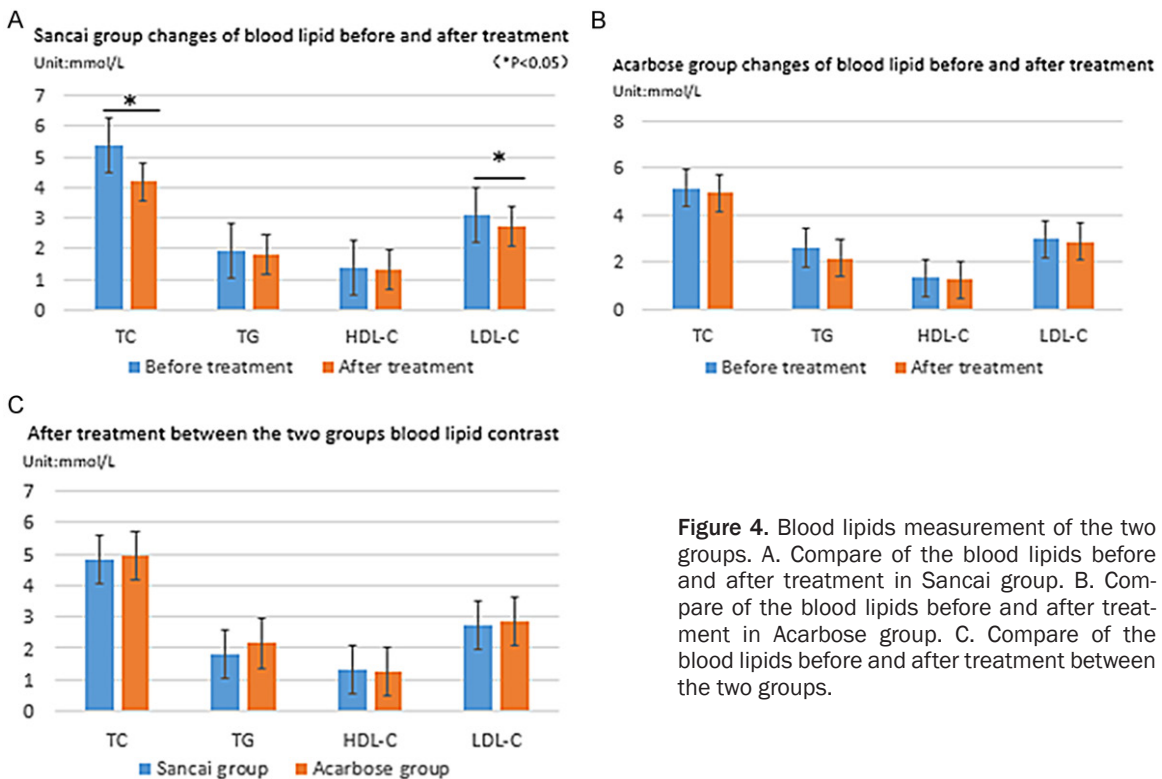 A
Sancai group changes of blood lipid before and after treatment
Unit:mmol/L
(*P<0.05)
7
6
5
4
3
2
1
0
*
*
TC
TG
HDL-C
LDL-C
Before treatment
After treatment
B
Acarbose group changes of blood lipid before and after treatment
Unit:mmol/L
8
6
4
2
0
TC
TG
HDL-C
LDL-C
Before treatment
After treatment
C
After treatment between the two groups blood lipid contrast
Unit:mmol/L
7
6
5
4
3
2
1
0
TC
TG
HDL-C
LDL-C
Sancai group
Acarbose group
Figure 4. Blood lipids measurement of the two
groups. A. Compare of the blood lipids before
and after treatment in Sancai group. B. Com-
pare of the blood lipids before and after treat-
ment in Acarbose group. C. Compare of the
blood lipids before and after treatment between
the two groups.